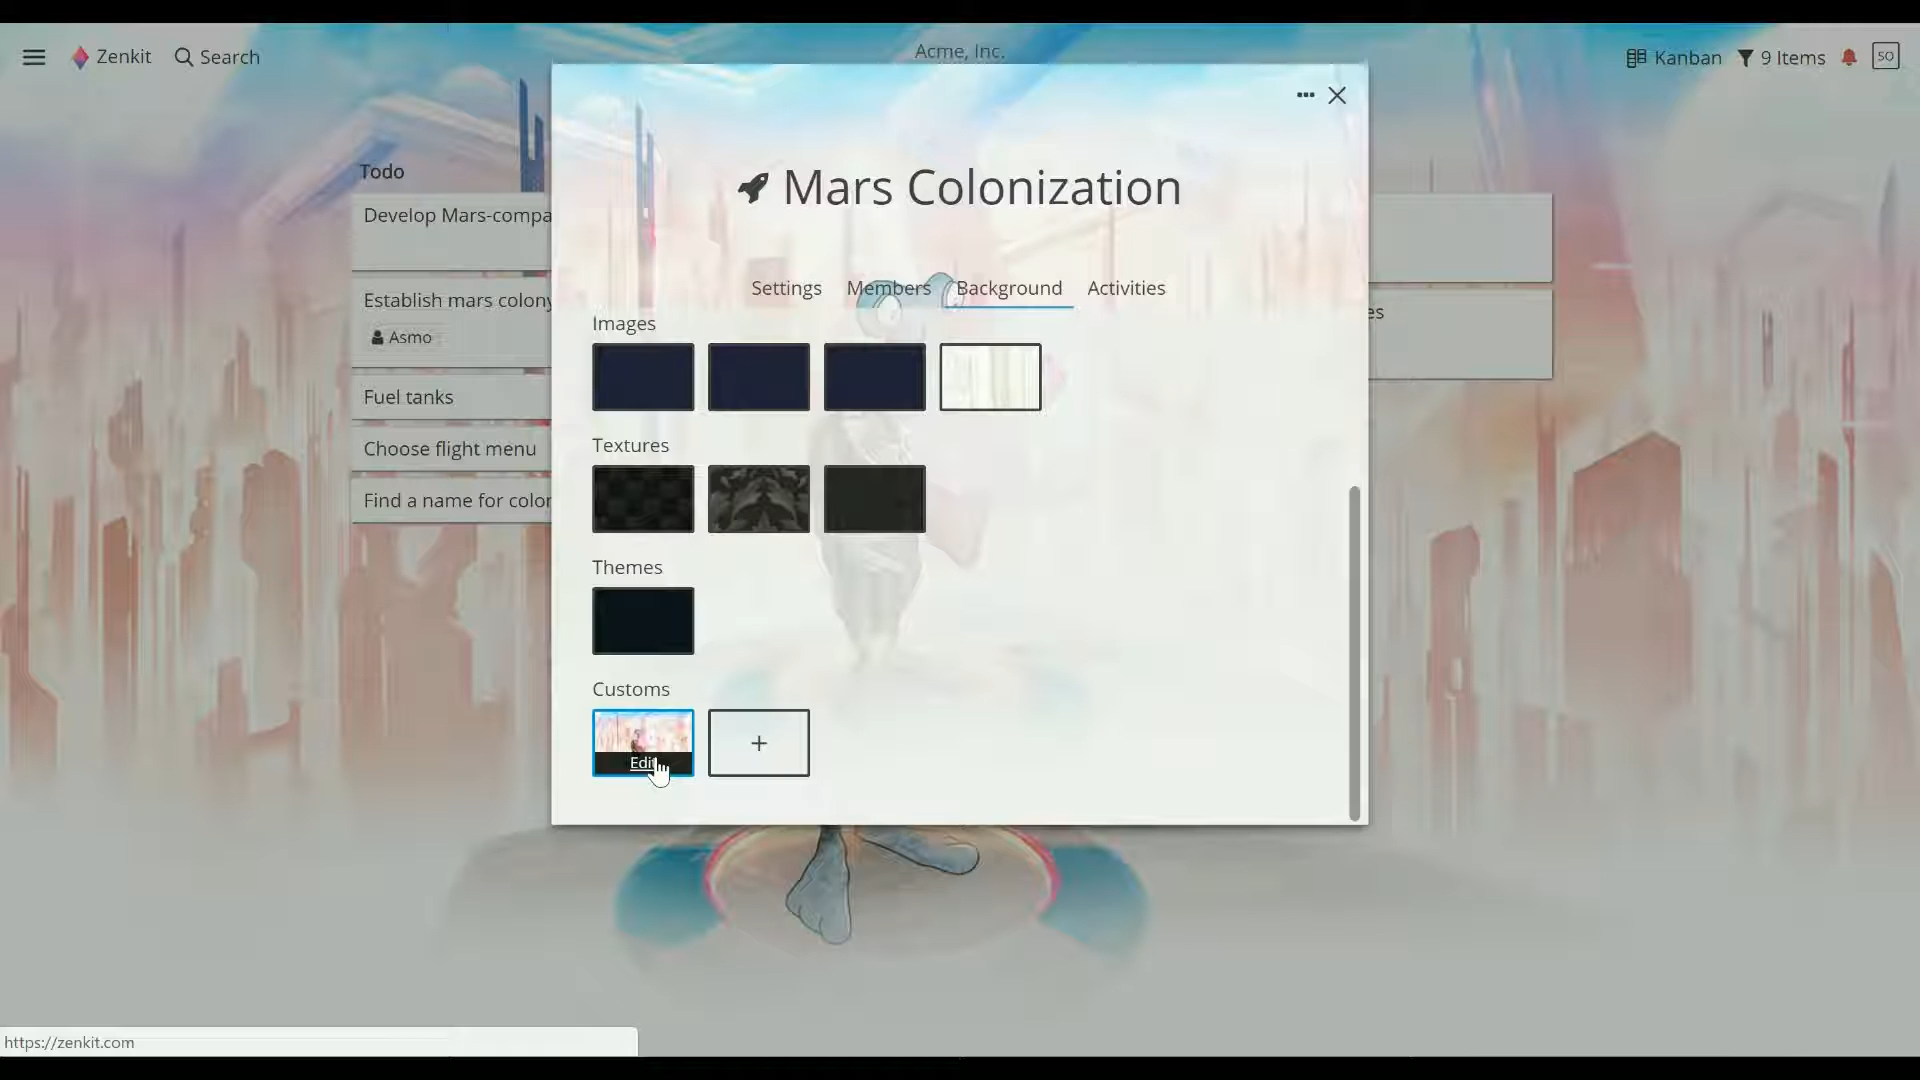 Zenkit
Search
Acme, Inc.
Kanban
9 Items
SO
Todo
Develop Mars-compa
Establish mars colony
Asmo
Fuel tanks
Choose flight menu
Find a name for color
es
Mars Colonization
Settings
Members
Background
Activities
Images
Textures
Themes
Customs
Edit
+
https://zenkit.com